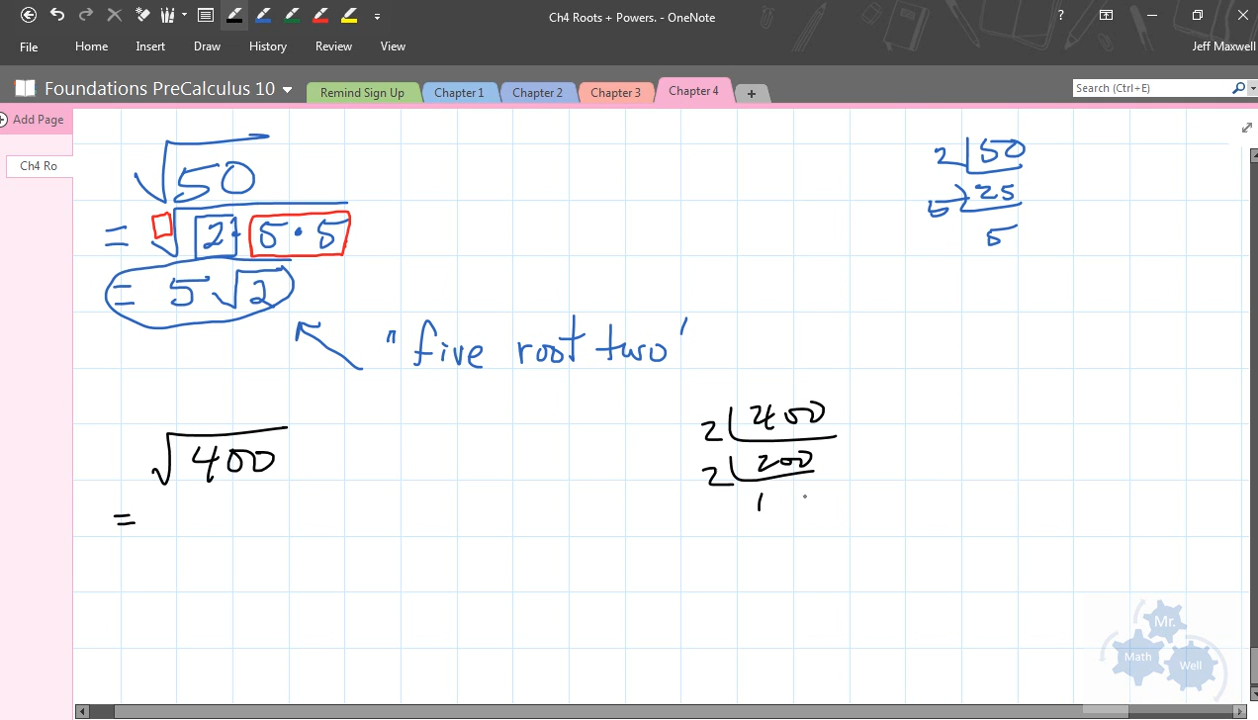 Ch4 Roots + Powers. - OneNote
?
File
Home
Insert
Draw
History
Review
View
Jeff Maxwell
Foundations PreCalculus 10
Remind Sign Up
Chapter 1
Chapter 2
Chapter 3
Chapter 4
+
Search (Ctrl+E)
Add Page
Ch4 Ro
√50
= √2 · 5 · 5
= 5√2
"five root two"
2 50
5 25
5
√400
=
2 400
2 200
1
Mr.
Math
Well